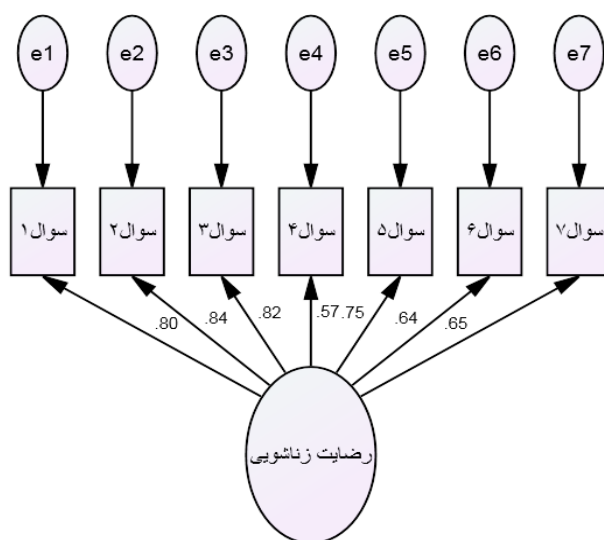 e1 e2 e3 e4 e5 e6 e7
سوال۱ سوال۲ سوال۳ سوال۴ سوال۵ سوال۶ سوال۷
.80 .84 .82 .57 .75 .64 .65
رضایت زناشویی